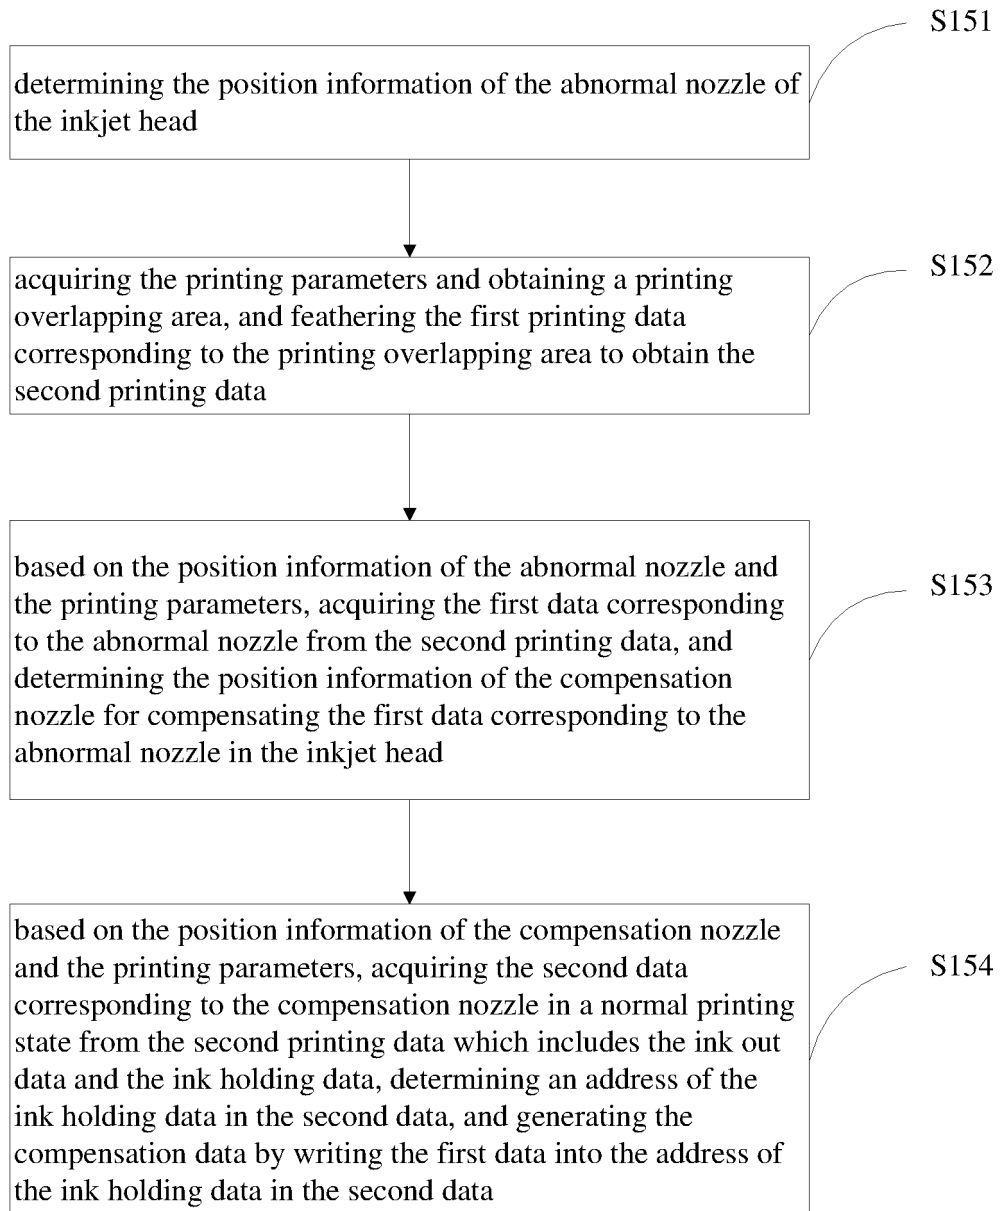 S151
determining the position information of the abnormal nozzle of
the inkjet head
S152
acquiring the printing parameters and obtaining a printing
overlapping area, and feathering the first printing data
corresponding to the printing overlapping area to obtain the
second printing data
S153
based on the position information of the abnormal nozzle and
the printing parameters, acquiring the first data corresponding
to the abnormal nozzle from the second printing data, and
determining the position information of the compensation
nozzle for compensating the first data corresponding to the
abnormal nozzle in the inkjet head
S154
based on the position information of the compensation nozzle
and the printing parameters, acquiring the second data
corresponding to the compensation nozzle in a normal printing
state from the second printing data which includes the ink out
data and the ink holding data, determining an address of the
ink holding data in the second data, and generating the
compensation data by writing the first data into the address of
the ink holding data in the second data